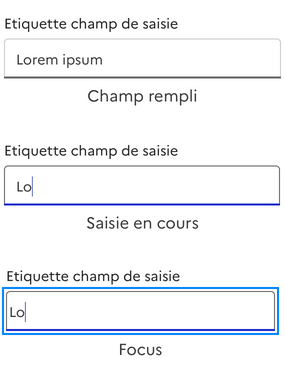 Etiquette champ de saisie
Lorem ipsum
Champ rempli
Etiquette champ de saisie
Lo
Saisie en cours
Etiquette champ de saisie
Lo
Focus